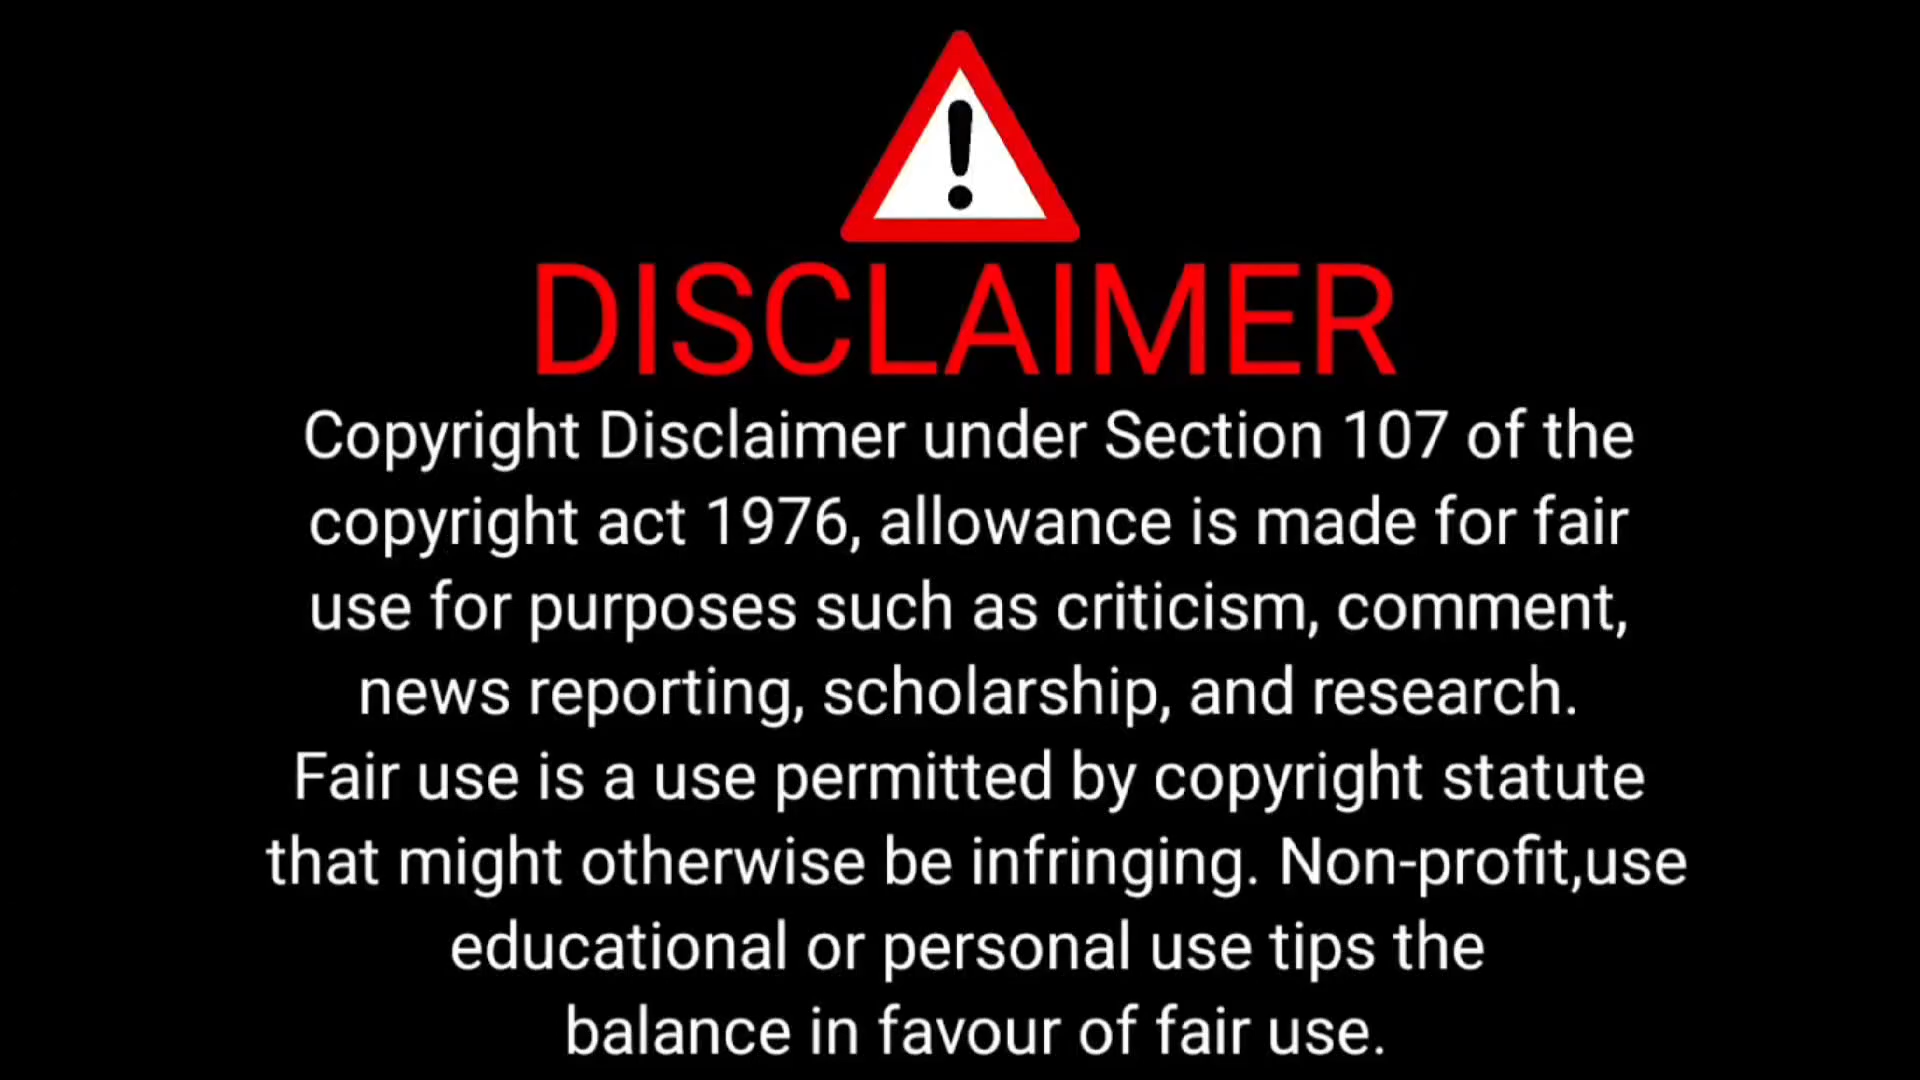 DISCLAIMER
Copyright Disclaimer under Section 107 of the
copyright act 1976, allowance is made for fair
use for purposes such as criticism, comment,
news reporting, scholarship, and research.
Fair use is a use permitted by copyright statute
that might otherwise be infringing. Non-profit,use
educational or personal use tips the
balance in favour of fair use.